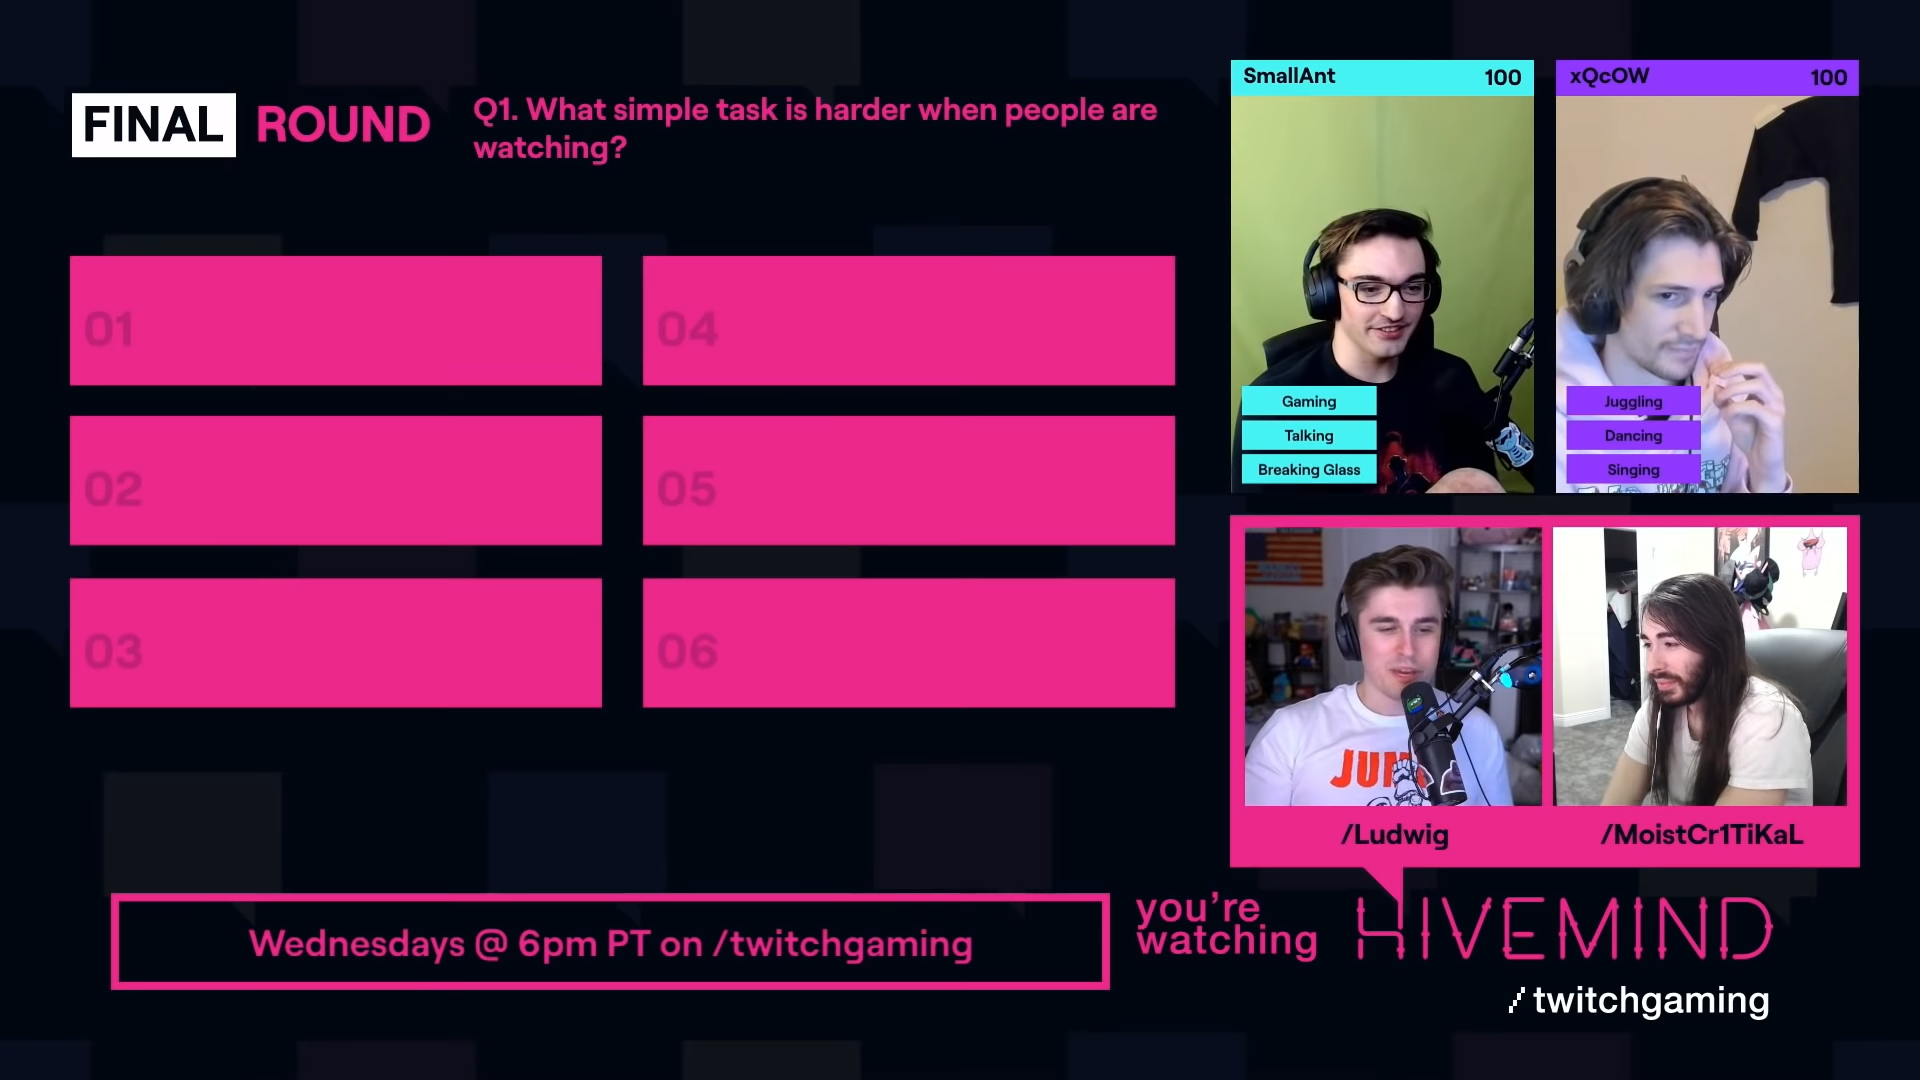 FINAL ROUND
Q1. What simple task is harder when people are
watching?
01
04
02
05
03
06
SmallAnt 100
Gaming
Talking
Breaking Glass
xQcOW 100
Juggling
Dancing
Singing
/Ludwig
/MoistCr1TiKaL
Wednesdays @ 6pm PT on /twitchgaming
you're
watching
HIVEMIND
/twitchgaming